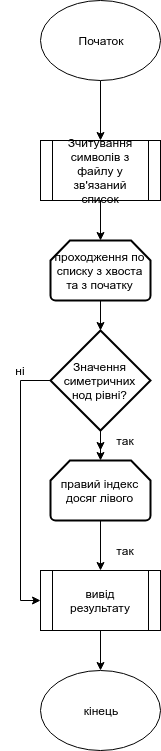 Початок
Зчитування
символів з
файлу у
зв'язаний
список
проходження по
списку з хвоста
та з початку
Значення
симетричних
нод рівні?
ні
так
правий індекс
досяг лівого
так
вивід
результату
кінець